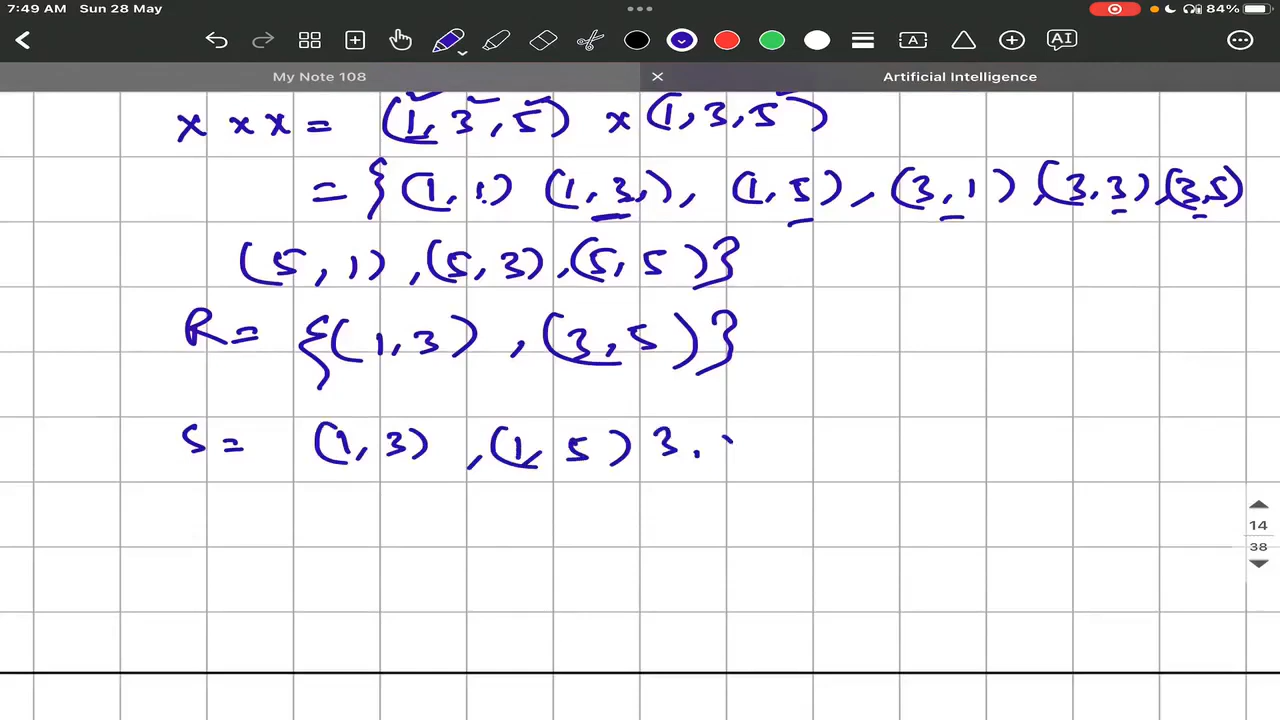 7:49 AM Sun 28 May
84%
AI
My Note 108
Artificial Intelligence
x x x = (1, 3, 5) x (1, 3, 5)
= {(1, 1) (1, 3,), (1, 5), (3, 1), (3, 3), (3, 5)
(5, 1), (5, 3), (5, 5)}
R = {(1, 3), (3, 5)}
S = (1, 3), (1, 5) 3.
14
38